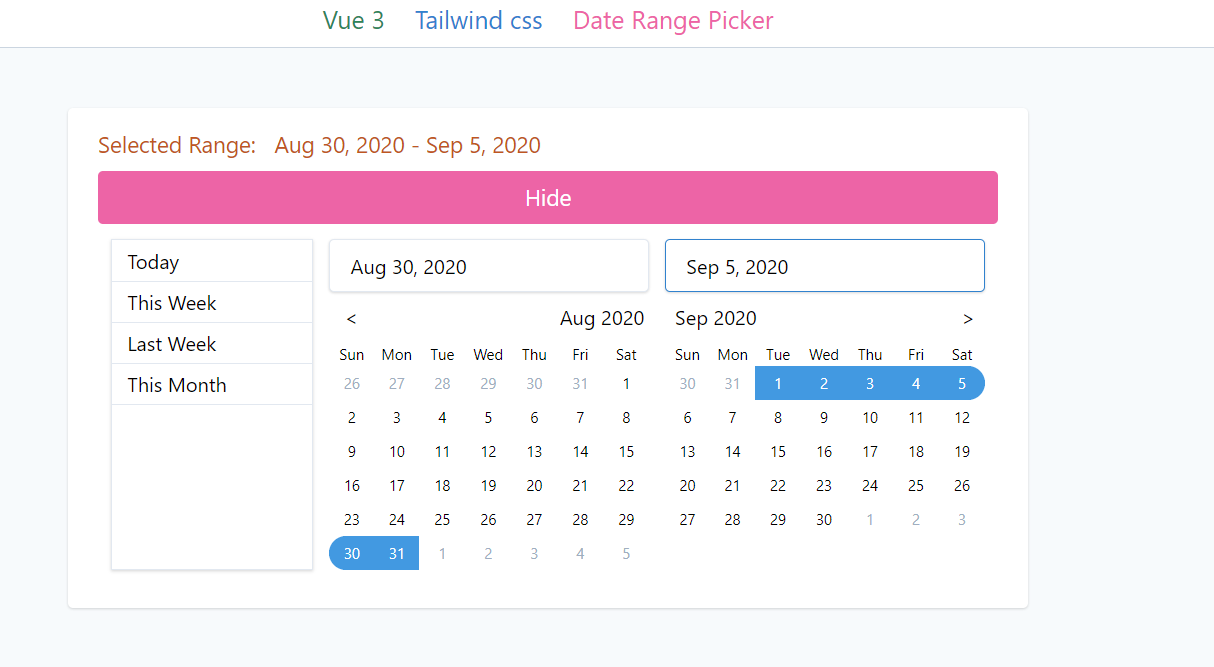 Vue 3 Tailwind css Date Range Picker
Selected Range: Aug 30, 2020 - Sep 5, 2020
Hide
Today
This Week
Last Week
This Month
Aug 30, 2020
< Aug 2020
Sun Mon Tue Wed Thu Fri Sat
26 27 28 29 30 31 1
2 3 4 5 6 7 8
9 10 11 12 13 14 15
16 17 18 19 20 21 22
23 24 25 26 27 28 29
30 31 1 2 3 4 5
Sep 5, 2020
Sep 2020 >
Sun Mon Tue Wed Thu Fri Sat
30 31 1 2 3 4 5
6 7 8 9 10 11 12
13 14 15 16 17 18 19
20 21 22 23 24 25 26
27 28 29 30 1 2 3